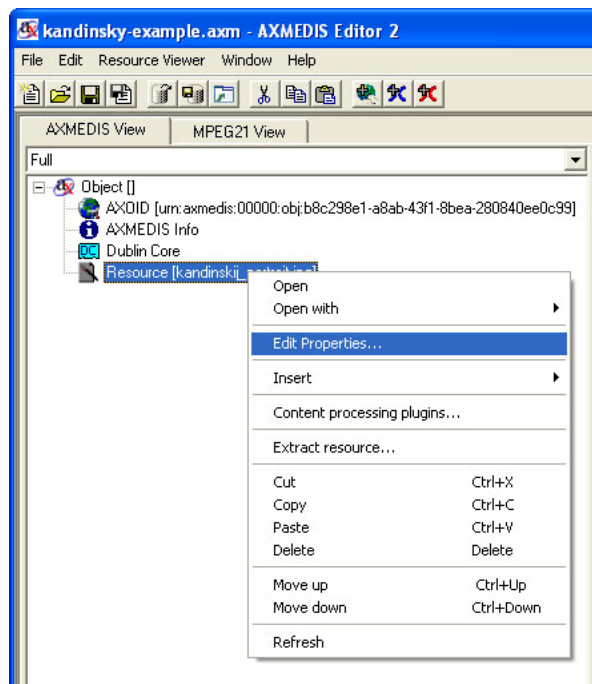 kandinsky-example.axm - AXMEDIS Editor 2
File Edit Resource Viewer Window Help
AXMEDIS View MPEG21 View
Full
Object []
AXOID [urn:axmedis:00000:obj:b8c298e1-a8ab-43f1-8bea-280840ee0c99]
AXMEDIS Info
DC Dublin Core
Resource [kandinskij_
Open
Open with
Edit Properties...
Insert
Content processing plugins...
Extract resource...
Cut Ctrl+X
Copy Ctrl+C
Paste Ctrl+V
Delete Delete
Move up Ctrl+Up
Move down Ctrl+Down
Refresh